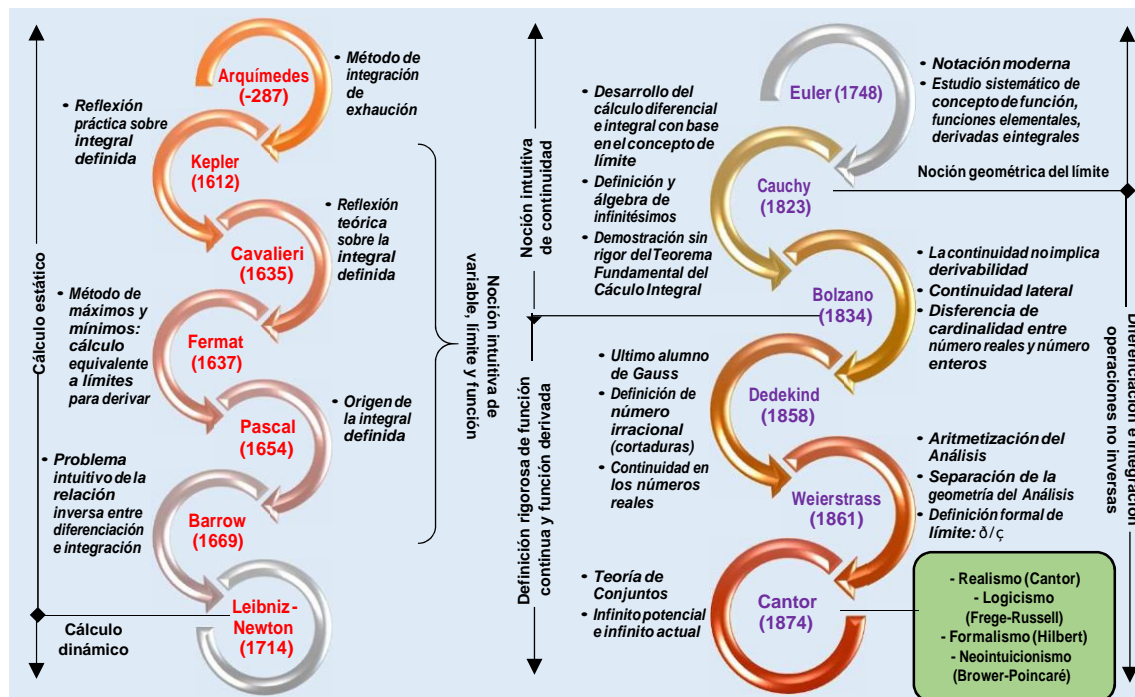 Arquímedes
(-287)
• Método de
integración
de
exhaución
• Reflexión
práctica sobre
integral
definida
Kepler
(1612)
• Reflexión
teórica
sobre la
integral
definida
Cavalieri
(1635)
• Método de
máximos y
mínimos:
cálculo
equivalente
a límites
para derivar
Fermat
(1637)
• Origen de
la integral
definida
Pascal
(1654)
• Problema
intuitivo de la
relación
inversa entre
diferenciación
e integración
Barrow
(1669)
Leibniz-
Newton
(1714)
Cálculo estático
Cálculo
dinámico
Noción intuitiva de
variable, límite y función
Noción intuitiva
de continuidad
Definición rigorosa de función
continua y función derivada
Euler (1748)
• Notación moderna
• Estudio sistemático de
concepto de función,
funciones elementales,
derivadas e integrales
Noción geométrica del límite
• Desarrollo del
cálculo diferencial
e integral con base
en el concepto de
límite
• Definición y
álgebra de
infinitésimos
• Demostración sin
rigor del Teorema
Fundamental del
Cáculo Integral
Cauchy
(1823)
Bolzano
(1834)
• La continuidad no implica
derivabilidad
• Continuidad lateral
• Disferencia de
cardinalidad entre
número reales y número
enteros
• Ultimo alumno
de Gauss
• Definición de
número
irracional
(cortaduras)
• Continuidad en
los números
reales
Dedekind
(1858)
Weierstrass
(1861)
• Aritmetización del
Análisis
• Separación de la
geometría del Análisis
• Definición formal de
límite: ð/ç
• Teoría de
Conjuntos
• Infinito potencial
e infinito actual
Cantor
(1874)
- Realismo (Cantor)
- Logicismo
(Frege-Russell)
- Formalismo (Hilbert)
- Neointuicionismo
(Brower-Poincaré)
Diferenciación e integración
operaciones no inversas